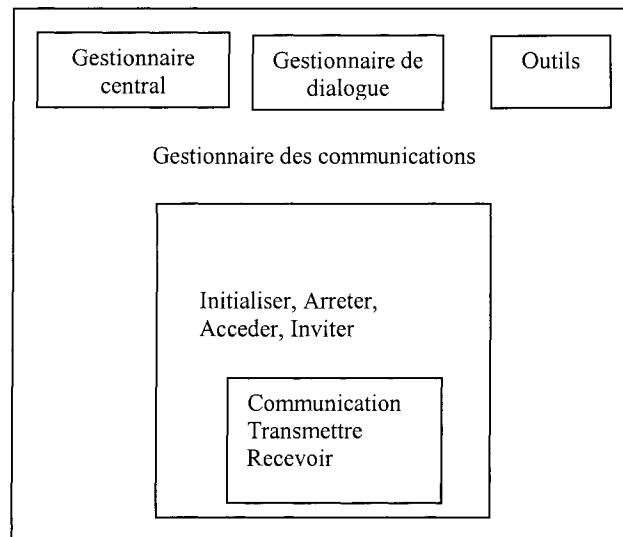 Gestionnaire
central
Gestionnaire de
dialogue
Outils
Gestionnaire des communications
Initialiser, Arreter,
Acceder, Inviter
Communication
Transmettre
Recevoir